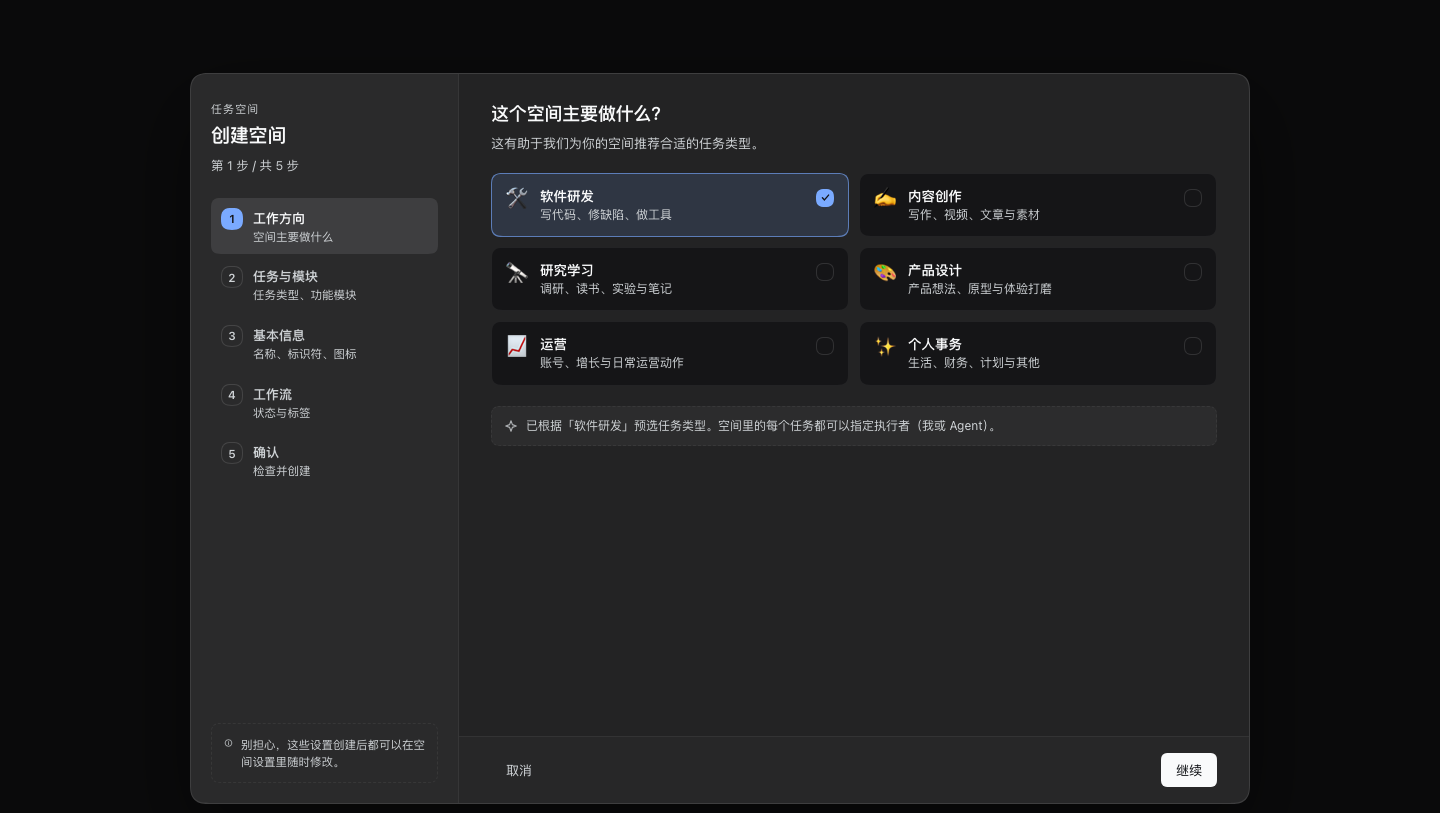 任务空间
创建空间
第 1 步 / 共 5 步
1
工作方向
空间主要做什么
2
任务与模块
任务类型、功能模块
3
基本信息
名称、标识符、图标
4
工作流
状态与标签
5
确认
检查并创建
别担心，这些设置创建后都可以在空
间设置里随时修改。
这个空间主要做什么?
这有助于我们为你的空间推荐合适的任务类型。
软件研发
写代码、修缺陷、做工具
内容创作
写作、视频、文章与素材
研究学习
调研、读书、实验与笔记
产品设计
产品想法、原型与体验打磨
运营
账号、增长与日常运营动作
个人事务
生活、财务、计划与其他
已根据「软件研发」预选任务类型。空间里的每个任务都可以指定执行者（我或 Agent）。
取消
继续